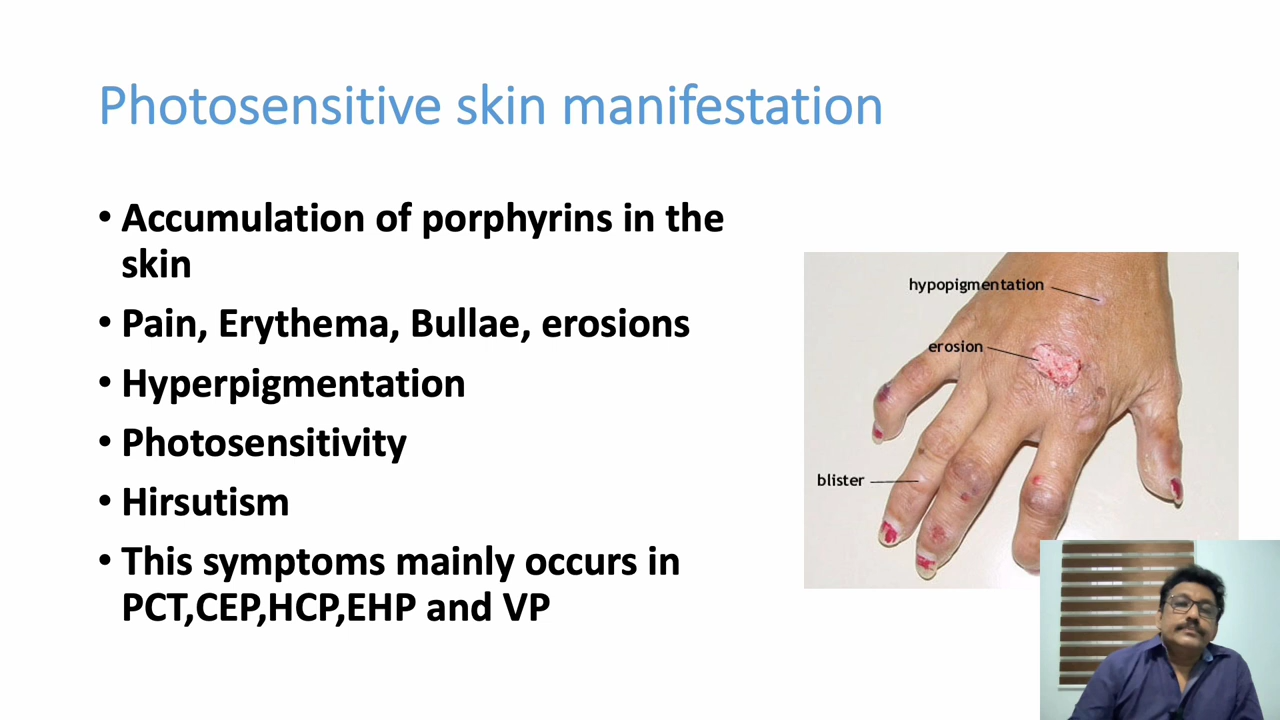 Photosensitive skin manifestation
• Accumulation of porphyrins in the
skin
• Pain, Erythema, Bullae, erosions
• Hyperpigmentation
• Photosensitivity
• Hirsutism
• This symptoms mainly occurs in
PCT,CEP,HCP,EHP and VP
hypopigmentation
erosion
blister